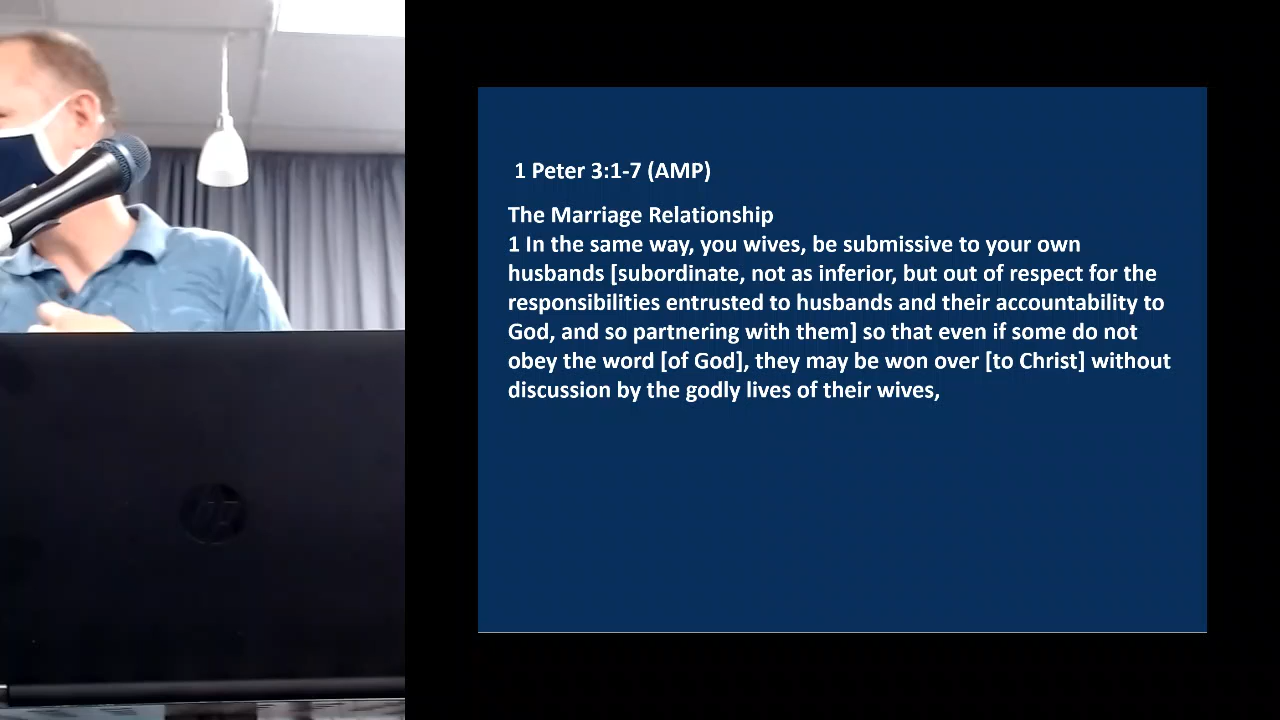 1 Peter 3:1-7 (AMP)
The Marriage Relationship
1 In the same way, you wives, be submissive to your own
husbands [subordinate, not as inferior, but out of respect for the
responsibilities entrusted to husbands and their accountability to
God, and so partnering with them] so that even if some do not
obey the word [of God], they may be won over [to Christ] without
discussion by the godly lives of their wives,
hp